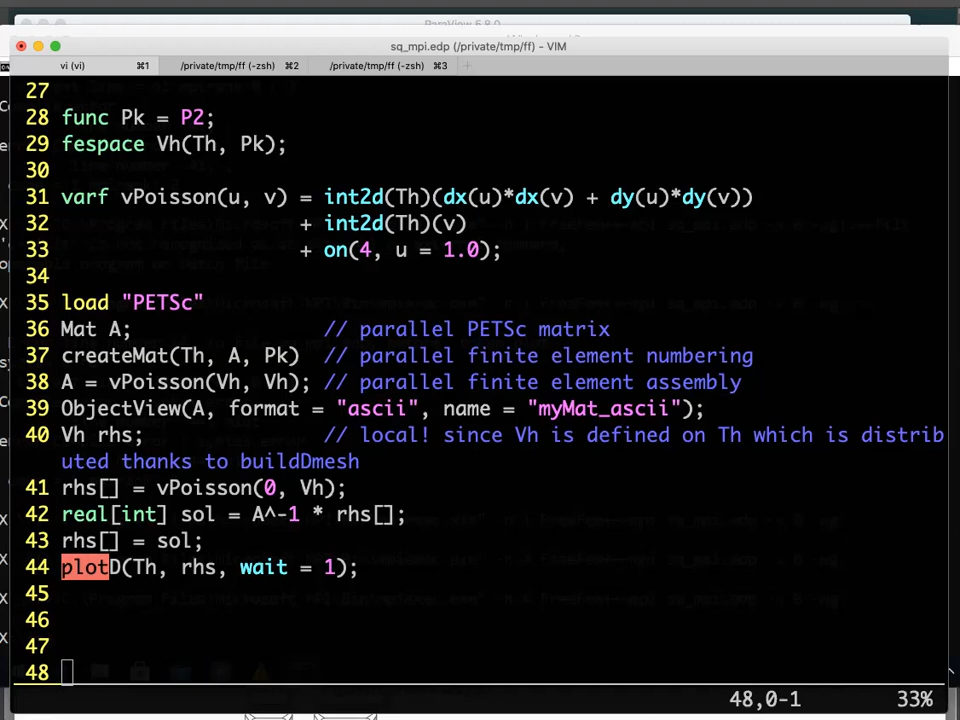 ParaView 5.8.0
sq_mpi.edp (/private/tmp/ff) - VIM
vi (vi) ⌘1 /private/tmp/ff (-zsh) ⌘2 /private/tmp/ff (-zsh) ⌘3 +
27
28 func Pk = P2;
29 fespace Vh(Th, Pk);
30
31 varf vPoisson(u, v) = int2d(Th)(dx(u)*dx(v) + dy(u)*dy(v))
32 + int2d(Th)(v)
33 + on(4, u = 1.0);
34
35 load "PETSc"
36 Mat A; // parallel PETSc matrix
37 createMat(Th, A, Pk) // parallel finite element numbering
38 A = vPoisson(Vh, Vh); // parallel finite element assembly
39 ObjectView(A, format = "ascii", name = "myMat_ascii");
40 Vh rhs; // local! since Vh is defined on Th which is distrib
uted thanks to buildDmesh
41 rhs[] = vPoisson(0, Vh);
42 real[int] sol = A^-1 * rhs[];
43 rhs[] = sol;
44 plotD(Th, rhs, wait = 1);
45
46
47
48
48,0-1 33%